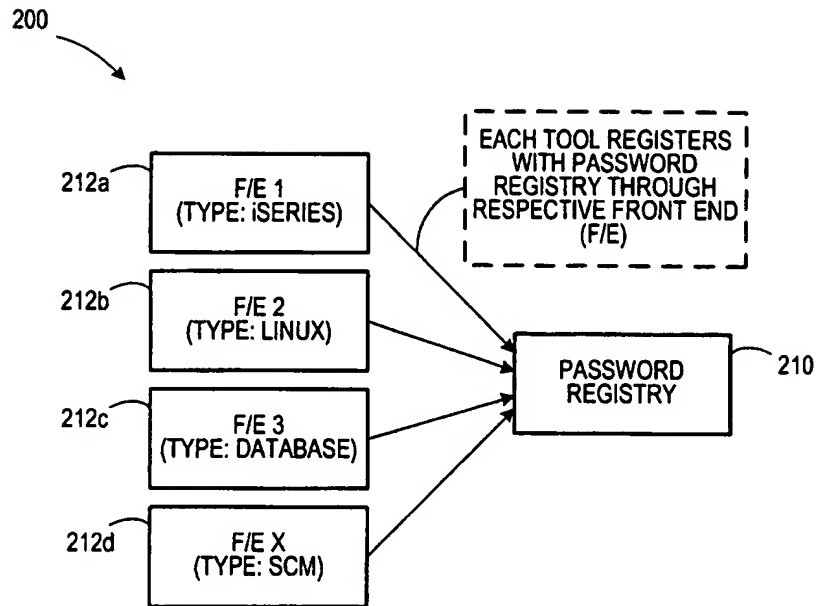 200
EACH TOOL REGISTERS
WITH PASSWORD
REGISTRY THROUGH
RESPECTIVE FRONT END
(F/E)
212a
F/E 1
(TYPE: iSERIES)
212b
F/E 2
(TYPE: LINUX)
PASSWORD
REGISTRY
210
212c
F/E 3
(TYPE: DATABASE)
212d
F/E X
(TYPE: SCM)